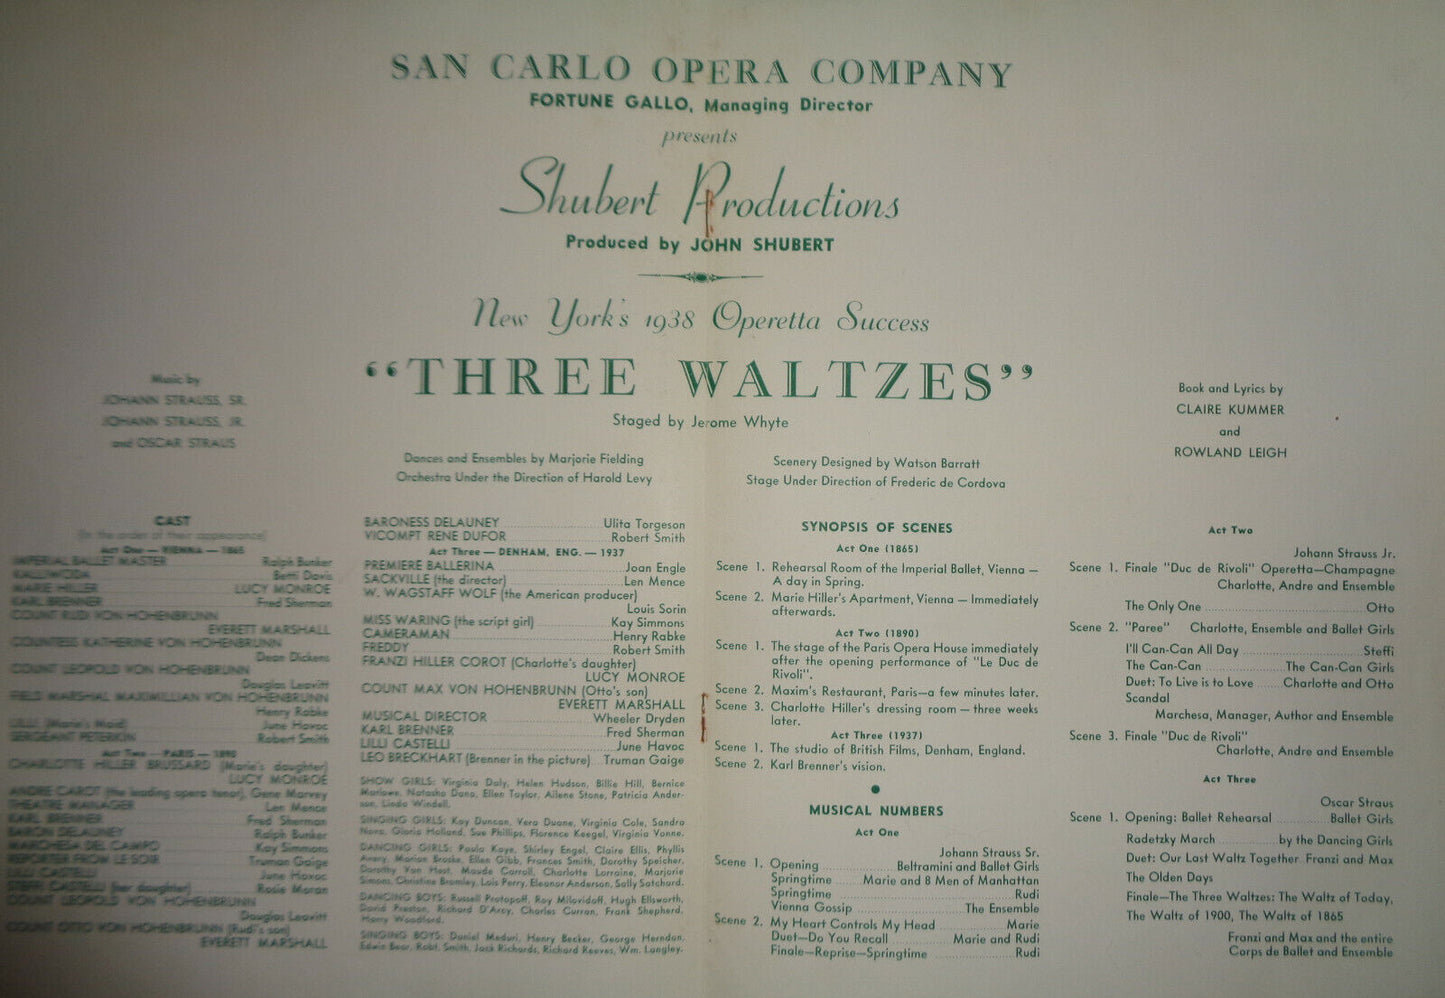 SAN CARLO OPERA COMPANY
FORTUNE GALLO, Managing Director
presents
Shubert Productions
Produced by JOHN SHUBERT
New York's 1938 Operetta Success
“THREE WALTZES”
Staged by Jerome Whyte
Music by
JOHANN STRAUSS, SR.
JOHANN STRAUSS, JR.
and OSCAR STRAUS
Book and Lyrics by
CLAIRE KUMMER
and
ROWLAND LEIGH
Dances and Ensembles by Marjorie Fielding
Orchestra Under the Direction of Harold Levy
Scenery Designed by Watson Barratt
Stage Under Direction of Frederic de Cordova
CAST
(In the order of their appearance)
Act One — VIENNA — 1865
IMPERIAL BALLET MASTER Ralph Bunker
KALLIWODA Betti Davis
MARIE HILLER LUCY MONROE
KARL BRENNER Fred Sherman
COUNT RUDI VON HOHENBRUNN
EVERETT MARSHALL
COUNTESS KATHERINE VON HOHENBRUNN
Dean Dickens
COUNT LEOPOLD VON HOHENBRUNN
Douglas Leavitt
FIELD MARSHAL MAXIMILLIAN VON HOHENBRUNN
Henry Rabke
LILLI (Marie's Maid) June Havoc
SERGEANT PETERKIN Robert Smith
Act Two — PARIS — 1890
CHARLOTTE HILLER BRUSSARD (Marie's daughter)
LUCY MONROE
ANDRE CAROT (the leading opera tenor), Gene Marvey
THEATRE MANAGER Len Mence
KARL BRENNER Fred Sherman
BARON DELAUNEY Ralph Bunker
MARCHESA DEL CAMPO Kay Simmons
REPORTER FROM LE SOIR Truman Gaige
LILLI CASTELLI June Havoc
STEFFI CASTELLI (her daughter) Rosie Moran
COUNT LEOPOLD VON HOHENBRUNN
Douglas Leavitt
COUNT OTTO VON HOHENBRUNN (Rudi's son)
EVERETT MARSHALL
BARONESS DELAUNEY Ulita Torgeson
VICOMPT RENE DUFOR Robert Smith
Act Three — DENHAM, ENG. — 1937
PREMIERE BALLERINA Joan Engle
SACKVILLE (the director) Len Mence
W. WAGSTAFF WOLF (the American producer)
Louis Sorin
MISS WARING (the script girl) Kay Simmons
CAMERAMAN Henry Rabke
FREDDY Robert Smith
FRANZI HILLER COROT (Charlotte's daughter)
LUCY MONROE
COUNT MAX VON HOHENBRUNN (Otto's son)
EVERETT MARSHALL
MUSICAL DIRECTOR Wheeler Dryden
KARL BRENNER Fred Sherman
LILLI CASTELLI June Havoc
LEO BRECKHART (Brenner in the picture) Truman Gaige
SHOW GIRLS: Virginia Daly, Helen Hudson, Billie Hill, Bernice
Marlowe, Natasha Dana, Ellen Taylor, Ailene Stone, Patricia Ander-
son, Linda Windell.
SINGING GIRLS: Kay Duncan, Vera Duane, Virginia Cole, Sandra
Nova, Gloria Holland, Sue Phillips, Florence Keegel, Virginia Vonne.
DANCING GIRLS: Paula Kaye, Shirley Engel, Claire Ellis, Phyllis
Avery, Marian Broske, Ellen Gibb, Frances Smith, Dorothy Speicher,
Dorothy Van Hest, Maude Carroll, Charlotte Lorraine, Marjorie
Simons, Christine Bromley, Lois Perry, Eleanor Anderson, Sally Satchard.
DANCING BOYS: Russell Protopoff, Roy Milovidoff, Hugh Ellsworth,
David Preston, Richard D'Arcy, Charles Curran, Frank Shepherd,
Harry Woodford.
SINGING BOYS: Daniel Meduri, Henry Becker, George Herndon,
Edwin Bear, Robt. Smith, Jack Richards, Richard Reeves, Wm. Langley.
SYNOPSIS OF SCENES
Act One (1865)
Scene 1. Rehearsal Room of the Imperial Ballet, Vienna —
A day in Spring.
Scene 2. Marie Hiller's Apartment, Vienna — Immediately
afterwards.
Act Two (1890)
Scene 1. The stage of the Paris Opera House immediately
after the opening performance of "Le Duc de
Rivoli".
Scene 2. Maxim's Restaurant, Paris—a few minutes later.
Scene 3. Charlotte Hiller's dressing room — three weeks
later.
Act Three (1937)
Scene 1. The studio of British Films, Denham, England.
Scene 2. Karl Brenner's vision.
MUSICAL NUMBERS
Act One
Johann Strauss Sr.
Scene 1. Opening Beltramini and Ballet Girls
Springtime Marie and 8 Men of Manhattan
Springtime Rudi
Vienna Gossip The Ensemble
Scene 2. My Heart Controls My Head Marie
Duet—Do You Recall Marie and Rudi
Finale—Reprise—Springtime Rudi
Act Two
Johann Strauss Jr.
Scene 1. Finale "Duc de Rivoli" Operetta—Champagne
Charlotte, Andre and Ensemble
The Only One Otto
Scene 2. "Paree" Charlotte, Ensemble and Ballet Girls
I'll Can-Can All Day Steffi
The Can-Can The Can-Can Girls
Duet: To Live is to Love Charlotte and Otto
Scandal
Marchesa, Manager, Author and Ensemble
Scene 3. Finale "Duc de Rivoli"
Charlotte, Andre and Ensemble
Act Three
Oscar Straus
Scene 1. Opening: Ballet Rehearsal Ballet Girls
Radetzky March by the Dancing Girls
Duet: Our Last Waltz Together Franzi and Max
The Olden Days
Finale—The Three Waltzes: The Waltz of Today,
The Waltz of 1900, The Waltz of 1865
Franzi and Max and the entire
Corps de Ballet and Ensemble